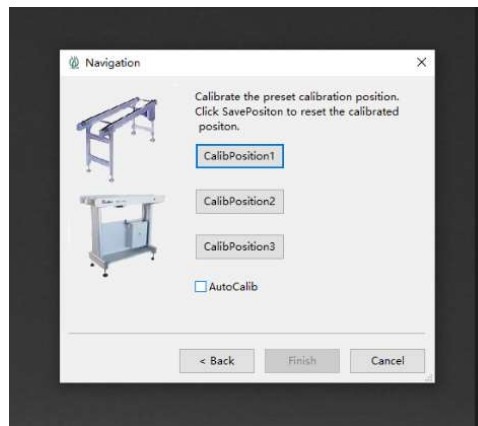 Navigation
Calibrate the preset calibration position.
Click SavePositon to reset the calibrated
positon.
CalibPosition1
CalibPosition2
CalibPosition3
AutoCalib
< Back
Finish
Cancel